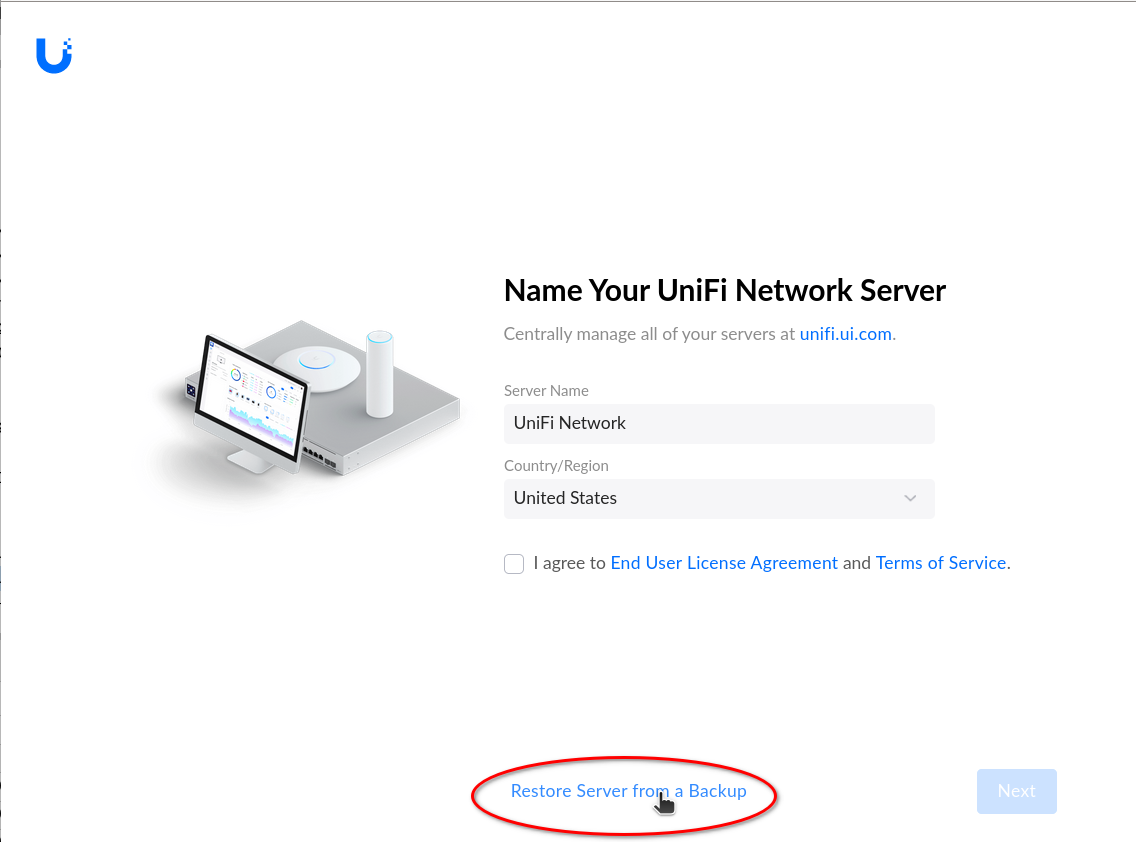 Name Your UniFi Network Server
Centrally manage all of your servers at unifi.ui.com.
Server Name
UniFi Network
Country/Region
United States
I agree to End User License Agreement and Terms of Service.
Restore Server from a Backup
Next